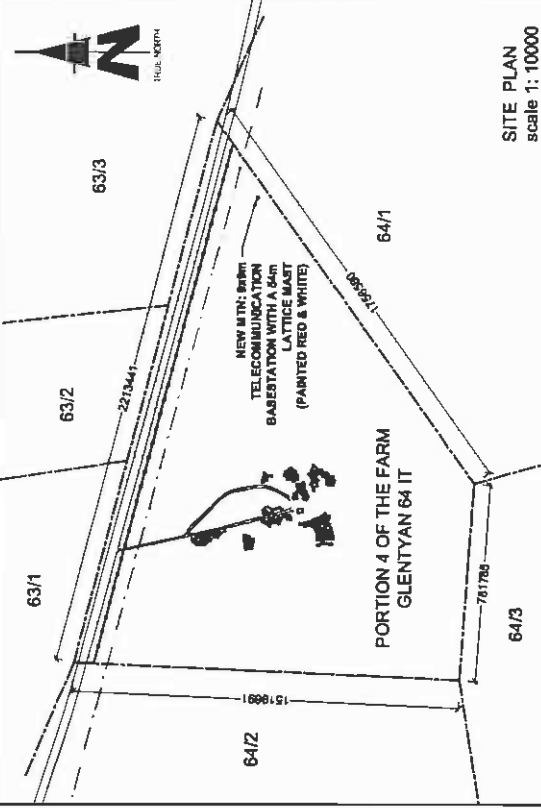 TRUE NORTH
63/3
63/2
63/1
2213441
NEW MTN: 9x9m
TELECOMMUNICATION
BASESTATION WITH A 54m
LATTICE MAST
(PAINTED RED & WHITE)
64/1
PORTION 4 OF THE FARM
GLENTYAN 64 IT
64/2
781788
64/3
SITE PLAN
scale 1: 10000